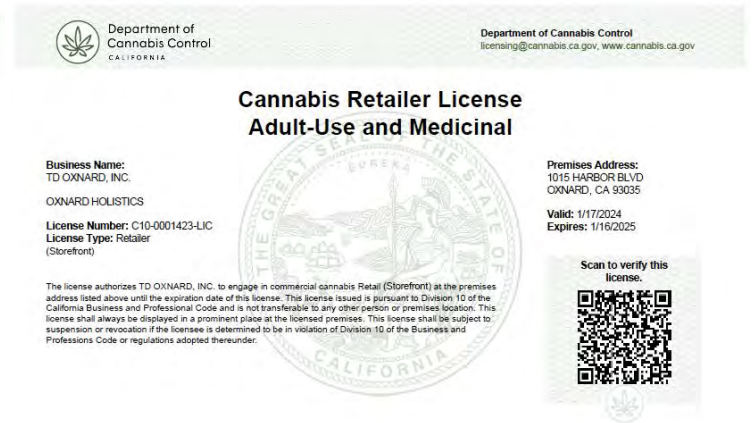 Department of
Cannabis Control
CALIFORNIA
Department of Cannabis Control
licensing@cannabis.ca.gov, www.cannabis.ca.gov
Cannabis Retailer License
Adult-Use and Medicinal
Business Name:
TD OXNARD, INC.
OXNARD HOLISTICS
License Number: C10-0001423-LIC
License Type: Retailer
(Storefront)
Premises Address:
1015 HARBOR BLVD
OXNARD, CA 93035
Valid: 1/17/2024
Expires: 1/16/2025
The license authorizes TD OXNARD, INC. to engage in commercial cannabis Retail (Storefront) at the premises
address listed above until the expiration date of this license. This license issued is pursuant to Division 10 of the
California Business and Professional Code and is not transferable to any other person or premises location. This
license shall always be displayed in a prominent place at the licensed premises. This license shall be subject to
suspension or revocation if the licensee is determined to be in violation of Division 10 of the Business and
Professions Code or regulations adopted thereunder.
Scan to verify this
license.
THE GREAT SEAL OF THE STATE OF
EUREKA
CALIFORNIA